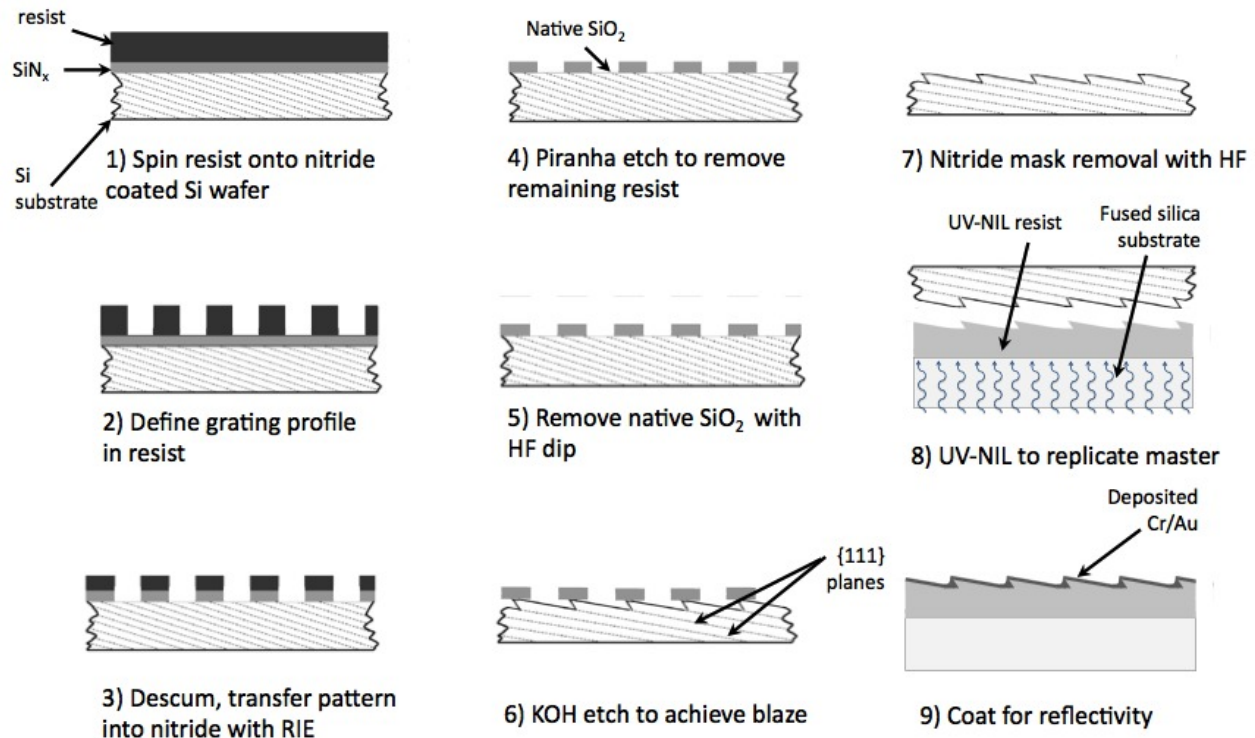 resist
SiNₓ
Si
substrate
1) Spin resist onto nitride
coated Si wafer
2) Define grating profile
in resist
3) Descum, transfer pattern
into nitride with RIE
Native SiO₂
4) Piranha etch to remove
remaining resist
5) Remove native SiO₂ with
HF dip
{111}
planes
6) KOH etch to achieve blaze
7) Nitride mask removal with HF
UV-NIL resist
Fused silica
substrate
8) UV-NIL to replicate master
Deposited
Cr/Au
9) Coat for reflectivity